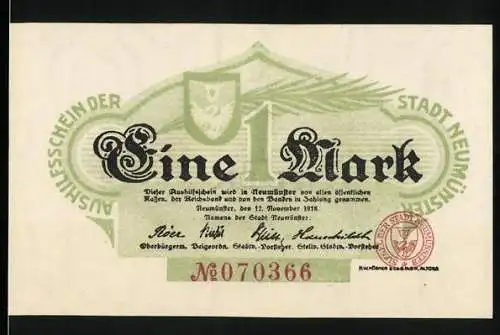 AUSHILFSSCHEIN DER STADT NEUMÜNSTER
1
Eine Mark
Dieser Aushilfsschein wird in Neumünster von allen öffentlichen
Kassen, der Reichsbank und von den Banken in Zahlung genommen.
Neumünster, den 12. November 1918.
Namens der Stadt Neumünster:
Oberbürgerm. Beigeordn. Stadtv.-Vorsteher Stellv. Stadtv.-Vorsteher
№070366